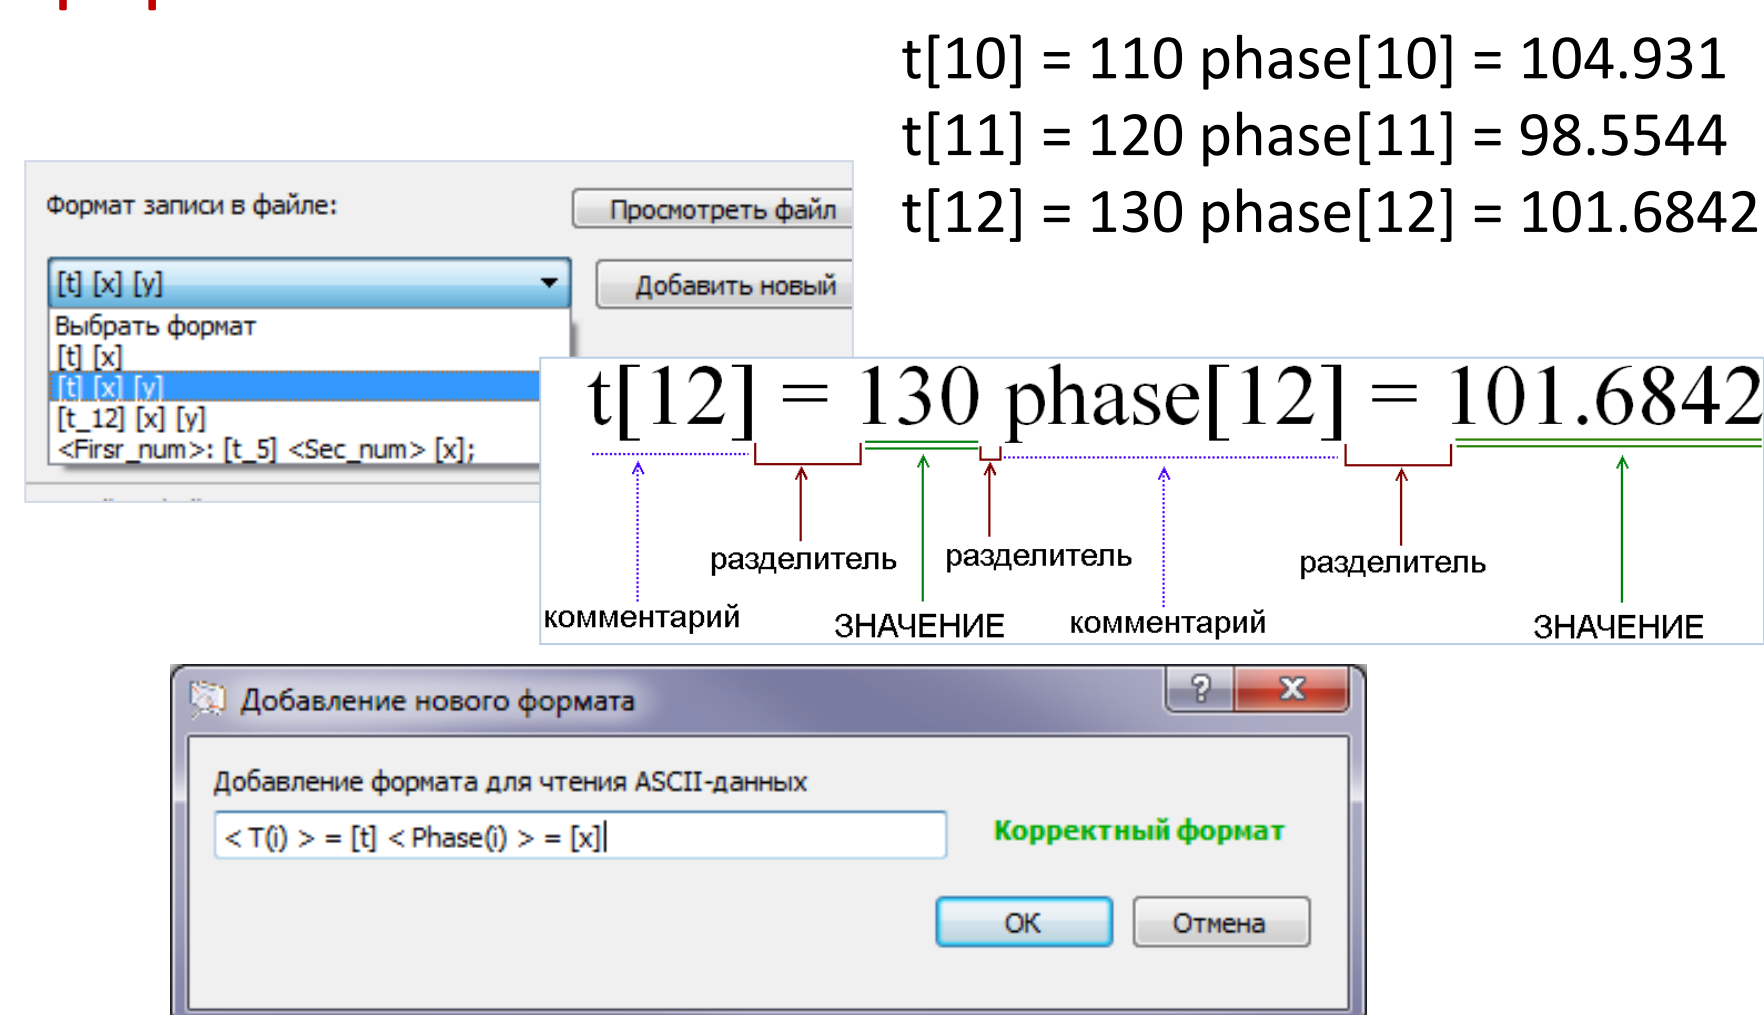 t[10] = 110 phase[10] = 104.931
t[11] = 120 phase[11] = 98.5544
t[12] = 130 phase[12] = 101.6842
Формат записи в файле:
Просмотреть файл
[t] [x] [y]
Добавить новый
Выбрать формат
[t] [x]
[t] [x] [y]
[t_12] [x] [y]
<Firsr_num>: [t_5] <Sec_num> [x];
t[12] = 130 phase[12] = 101.6842
разделитель разделитель разделитель
комментарий ЗНАЧЕНИЕ комментарий ЗНАЧЕНИЕ
Добавление нового формата
Добавление формата для чтения ASCII-данных
< T(i) > = [t] < Phase(i) > = [x]
Корректный формат
ОК
Отмена